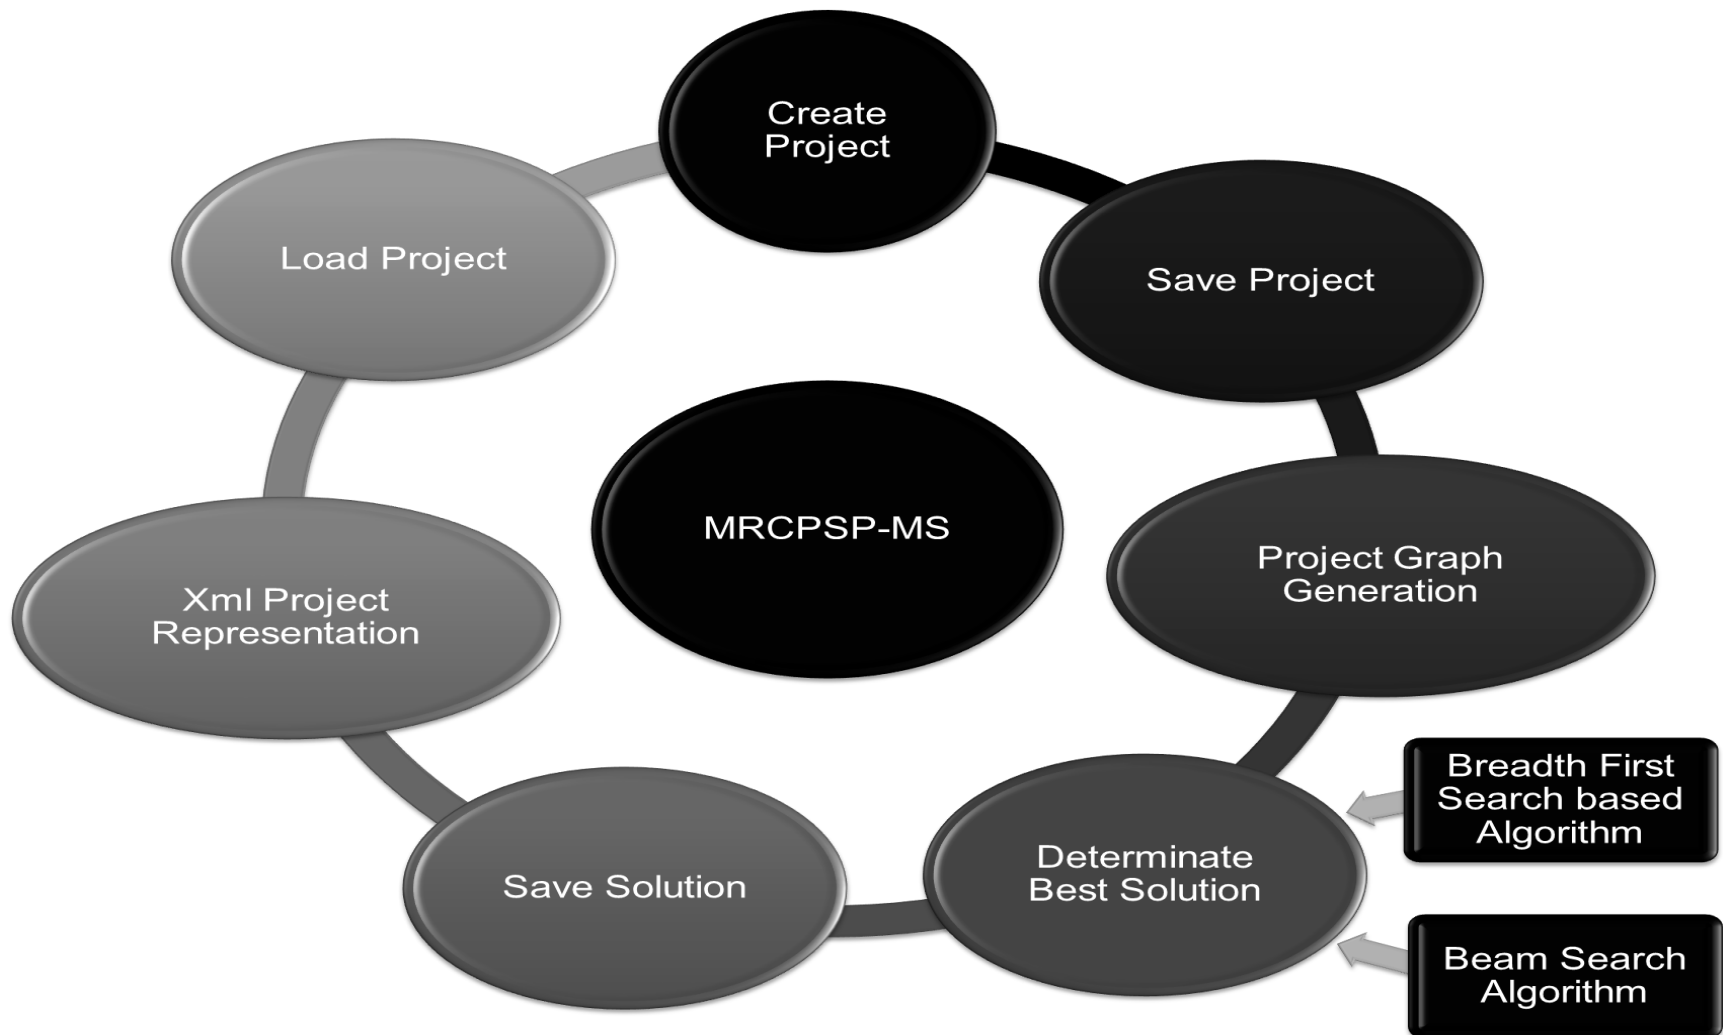 Create
Project
Save Project
Load Project
MRCPSP-MS
Project Graph
Generation
Xml Project
Representation
Breadth First
Search based
Algorithm
Determinate
Best Solution
Save Solution
Beam Search
Algorithm